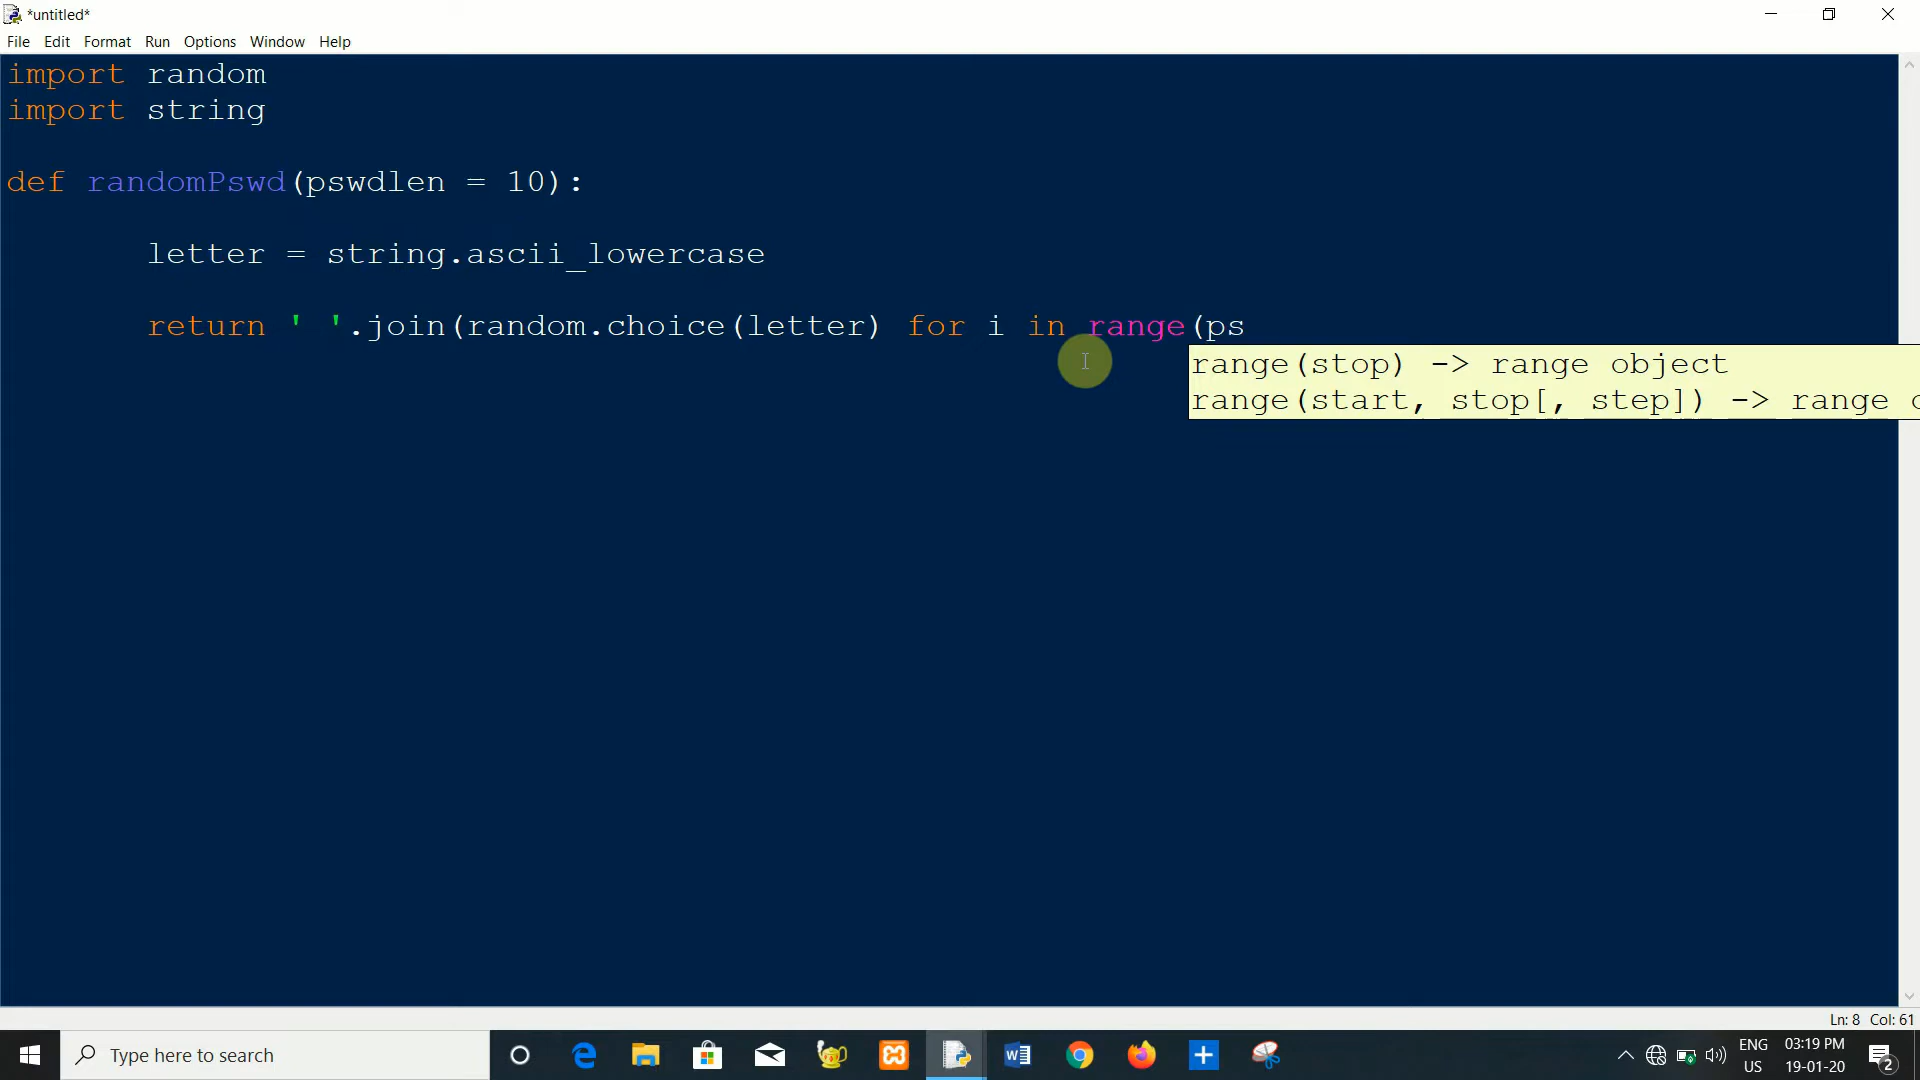 *untitled*
File Edit Format Run Options Window Help
import random
import string
def randomPswd(pswdlen = 10):
letter = string.ascii_lowercase
return ' '.join(random.choice(letter) for i in range(ps
range(stop) -> range object
range(start, stop[, step]) -> range
Ln: 8 Col: 61
Type here to search
ENG
US
03:19 PM
19-01-20
2